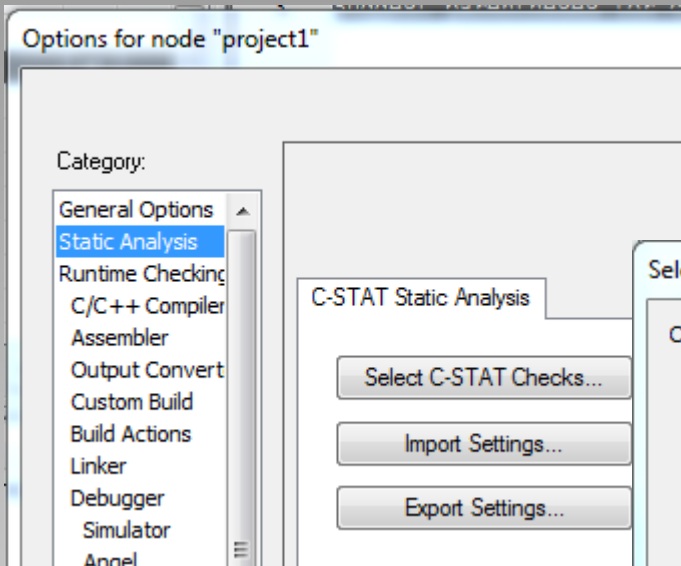 Options for node "project1"
Category:
General Options
Static Analysis
Runtime Checking
C/C++ Compiler
Assembler
Output Convert
Custom Build
Build Actions
Linker
Debugger
Simulator
Angel
C-STAT Static Analysis
Select C-STAT Checks...
Import Settings...
Export Settings...
Sel
C